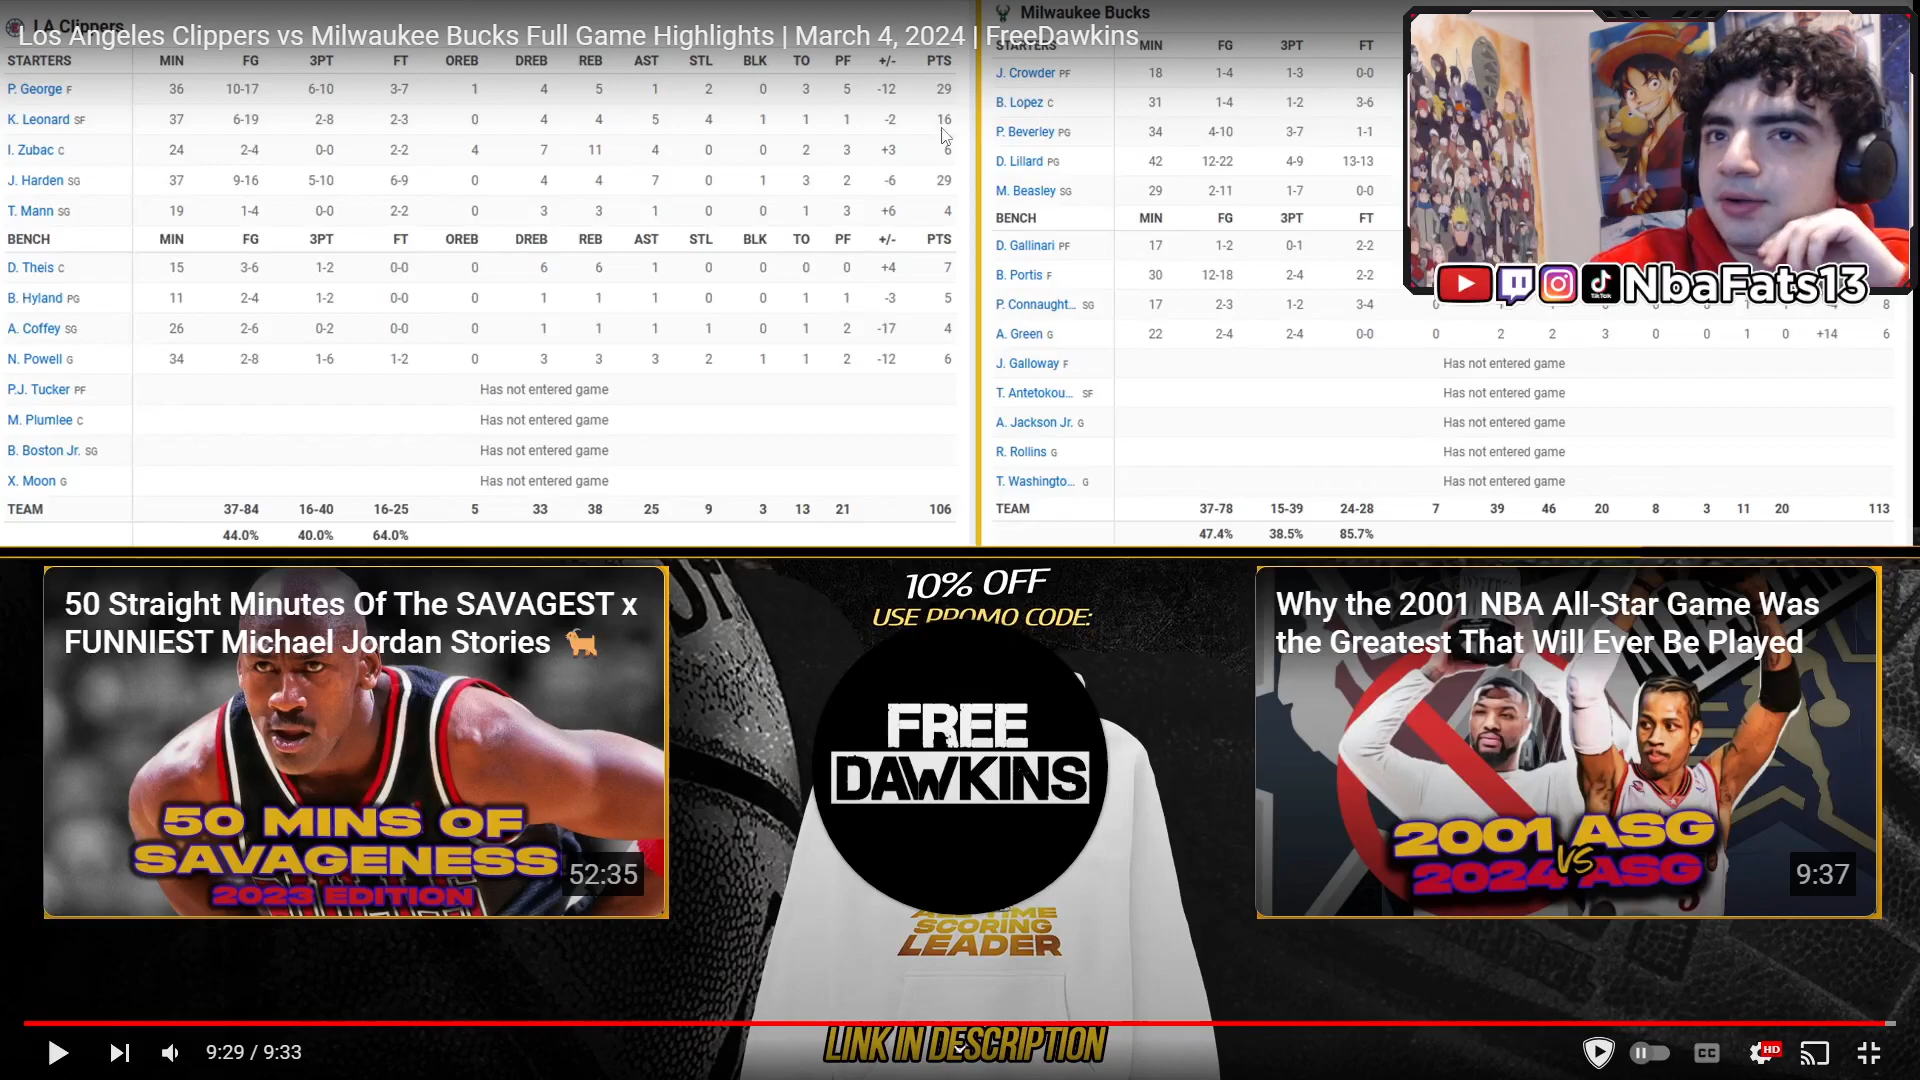 LA Clippers
Los Angeles Clippers vs Milwaukee Bucks Full Game Highlights | March 4, 2024 | FreeDawkins
STARTERS MIN FG 3PT FT OREB DREB REB AST STL BLK TO PF +/- PTS
P. George F 36 10-17 6-10 3-7 1 4 5 1 2 0 3 5 -12 29
K. Leonard SF 37 6-19 2-8 2-3 0 4 4 5 4 1 1 1 -2 16
I. Zubac C 24 2-4 0-0 2-2 4 7 11 4 0 0 2 3 +3 6
J. Harden SG 37 9-16 5-10 6-9 0 4 4 7 0 1 3 2 -6 29
T. Mann SG 19 1-4 0-0 2-2 0 3 3 1 0 0 1 3 +6 4
BENCH MIN FG 3PT FT OREB DREB REB AST STL BLK TO PF +/- PTS
D. Theis C 15 3-6 1-2 0-0 0 6 6 1 0 0 0 0 +4 7
B. Hyland PG 11 2-4 1-2 0-0 0 1 1 1 0 0 1 1 -3 5
A. Coffey SG 26 2-6 0-2 0-0 0 1 1 1 1 0 1 2 -17 4
N. Powell G 34 2-8 1-6 1-2 0 3 3 3 2 1 1 2 -12 6
P.J. Tucker PF Has not entered game
M. Plumlee C Has not entered game
B. Boston Jr. SG Has not entered game
X. Moon G Has not entered game
TEAM 37-84 16-40 16-25 5 33 38 25 9 3 13 21 106
44.0% 40.0% 64.0%
Milwaukee Bucks
STARTERS MIN FG 3PT FT
J. Crowder PF 18 1-4 1-3 0-0
B. Lopez C 31 1-4 1-2 3-6
P. Beverley PG 34 4-10 3-7 1-1
D. Lillard PG 42 12-22 4-9 13-13
M. Beasley SG 29 2-11 1-7 0-0
BENCH MIN FG 3PT FT
D. Gallinari PF 17 1-2 0-1 2-2
B. Portis F 30 12-18 2-4 2-2
P. Connaught... SG 17 2-3 1-2 3-4 8
A. Green G 22 2-4 2-4 0-0 0 2 2 3 0 0 1 0 +14 6
J. Galloway F Has not entered game
T. Antetokou... SF Has not entered game
A. Jackson Jr. G Has not entered game
R. Rollins G Has not entered game
T. Washingto... G Has not entered game
TEAM 37-78 15-39 24-28 7 39 46 20 8 3 11 20 113
47.4% 38.5% 85.7%
TikTok
NbaFats13
50 Straight Minutes Of The SAVAGEST x
FUNNIEST Michael Jordan Stories
50 MINS OF
SAVAGENESS
2023 EDITION
52:35
10% OFF
USE PROMO CODE:
FREE
DAWKINS
ALL TIME
SCORING
LEADER
LINK IN DESCRIPTION
Why the 2001 NBA All-Star Game Was
the Greatest That Will Ever Be Played
2001 ASG
VS
2024 ASG
9:37
9:29 / 9:33
CC
HD